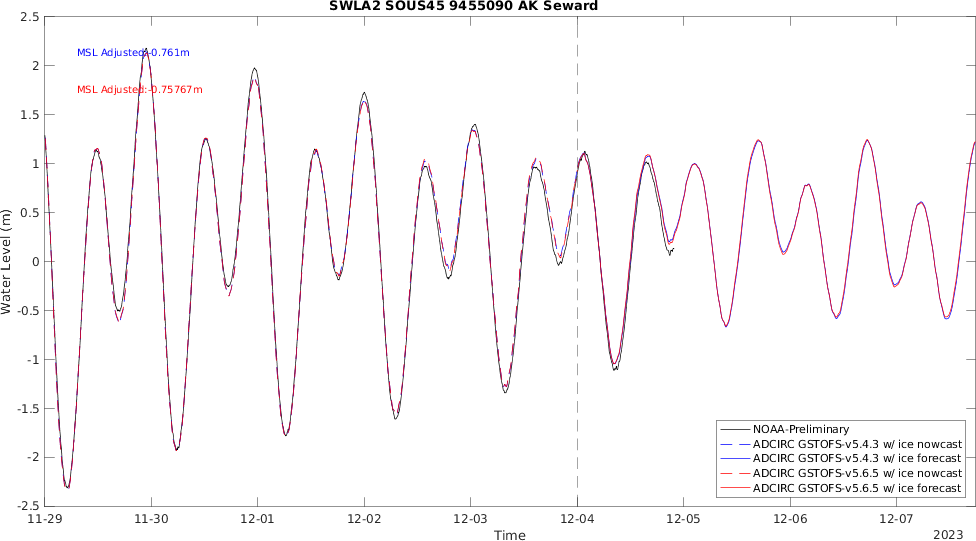 SWLA2 SOUS45 9455090 AK Seward
2.5
2
1.5
1
0.5
0
-0.5
-1
-1.5
-2
-2.5
Water Level (m)
MSL Adjusted:-0.761m
MSL Adjusted:-0.75767m
NOAA-Preliminary
ADCIRC GSTOFS-v5.4.3 w/ ice nowcast
ADCIRC GSTOFS-v5.4.3 w/ ice forecast
ADCIRC GSTOFS-v5.6.5 w/ ice nowcast
ADCIRC GSTOFS-v5.6.5 w/ ice forecast
11-29 11-30 12-01 12-02 12-03 12-04 12-05 12-06 12-07
Time
2023